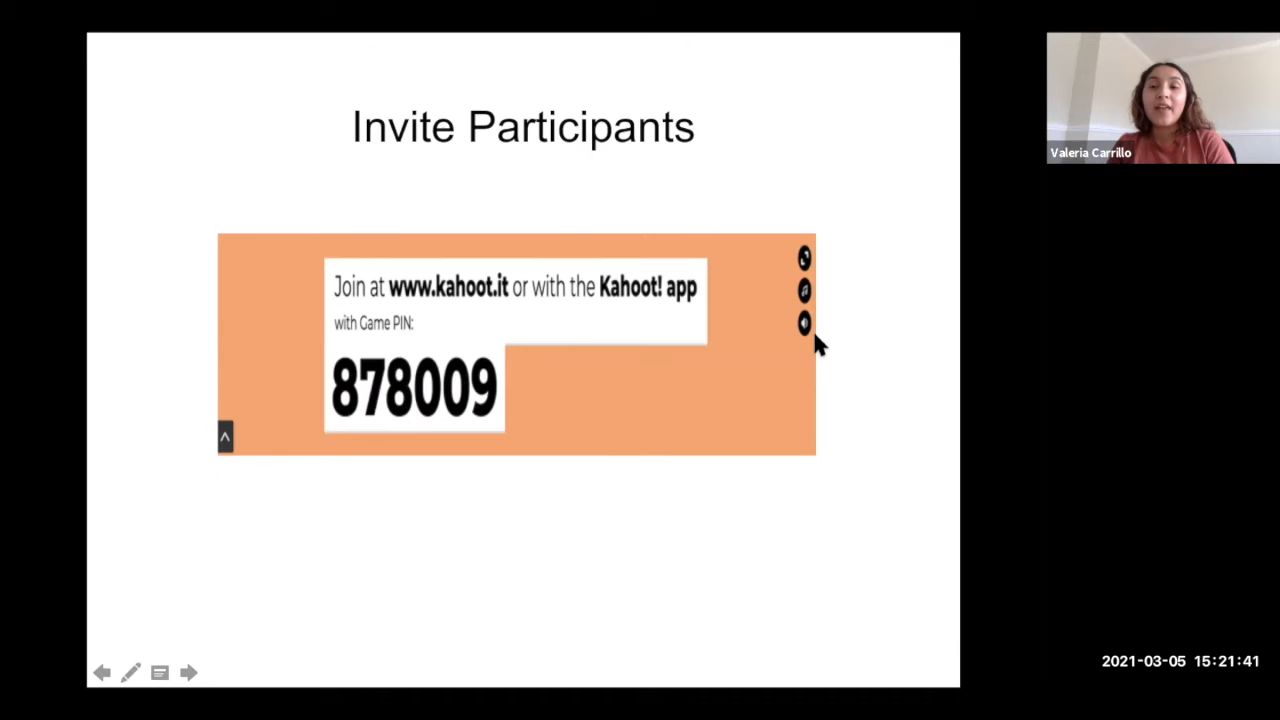 Invite Participants
Join at www.kahoot.it or with the Kahoot! app
with Game PIN:
878009
Valeria Carrillo
2021-03-05 15:21:41